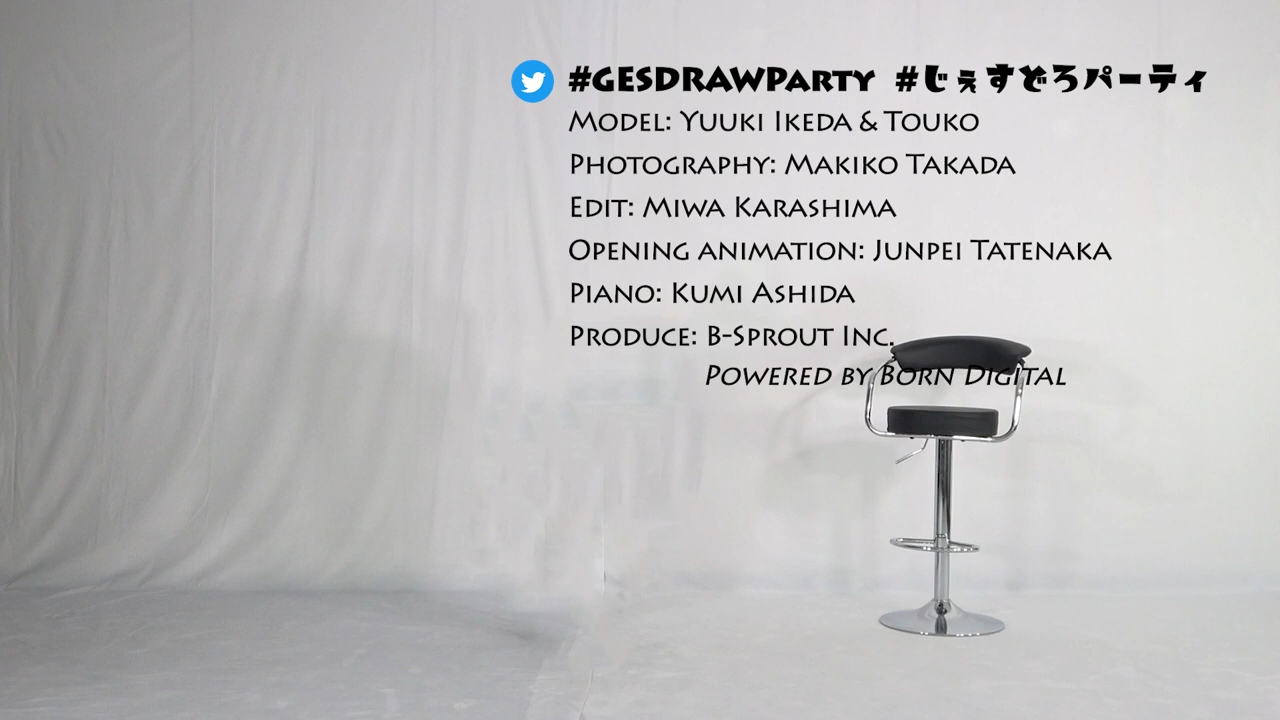 #GESDRAWPARTY #じぇすどろパーティ
MODEL: YUUKI IKEDA & TOUKO
PHOTOGRAPHY: MAKIKO TAKADA
EDIT: MIWA KARASHIMA
OPENING ANIMATION: JUNPEI TATENAKA
PIANO: KUMI ASHIDA
PRODUCE: B-SPROUT INC.
POWERED BY BORN DIGITAL